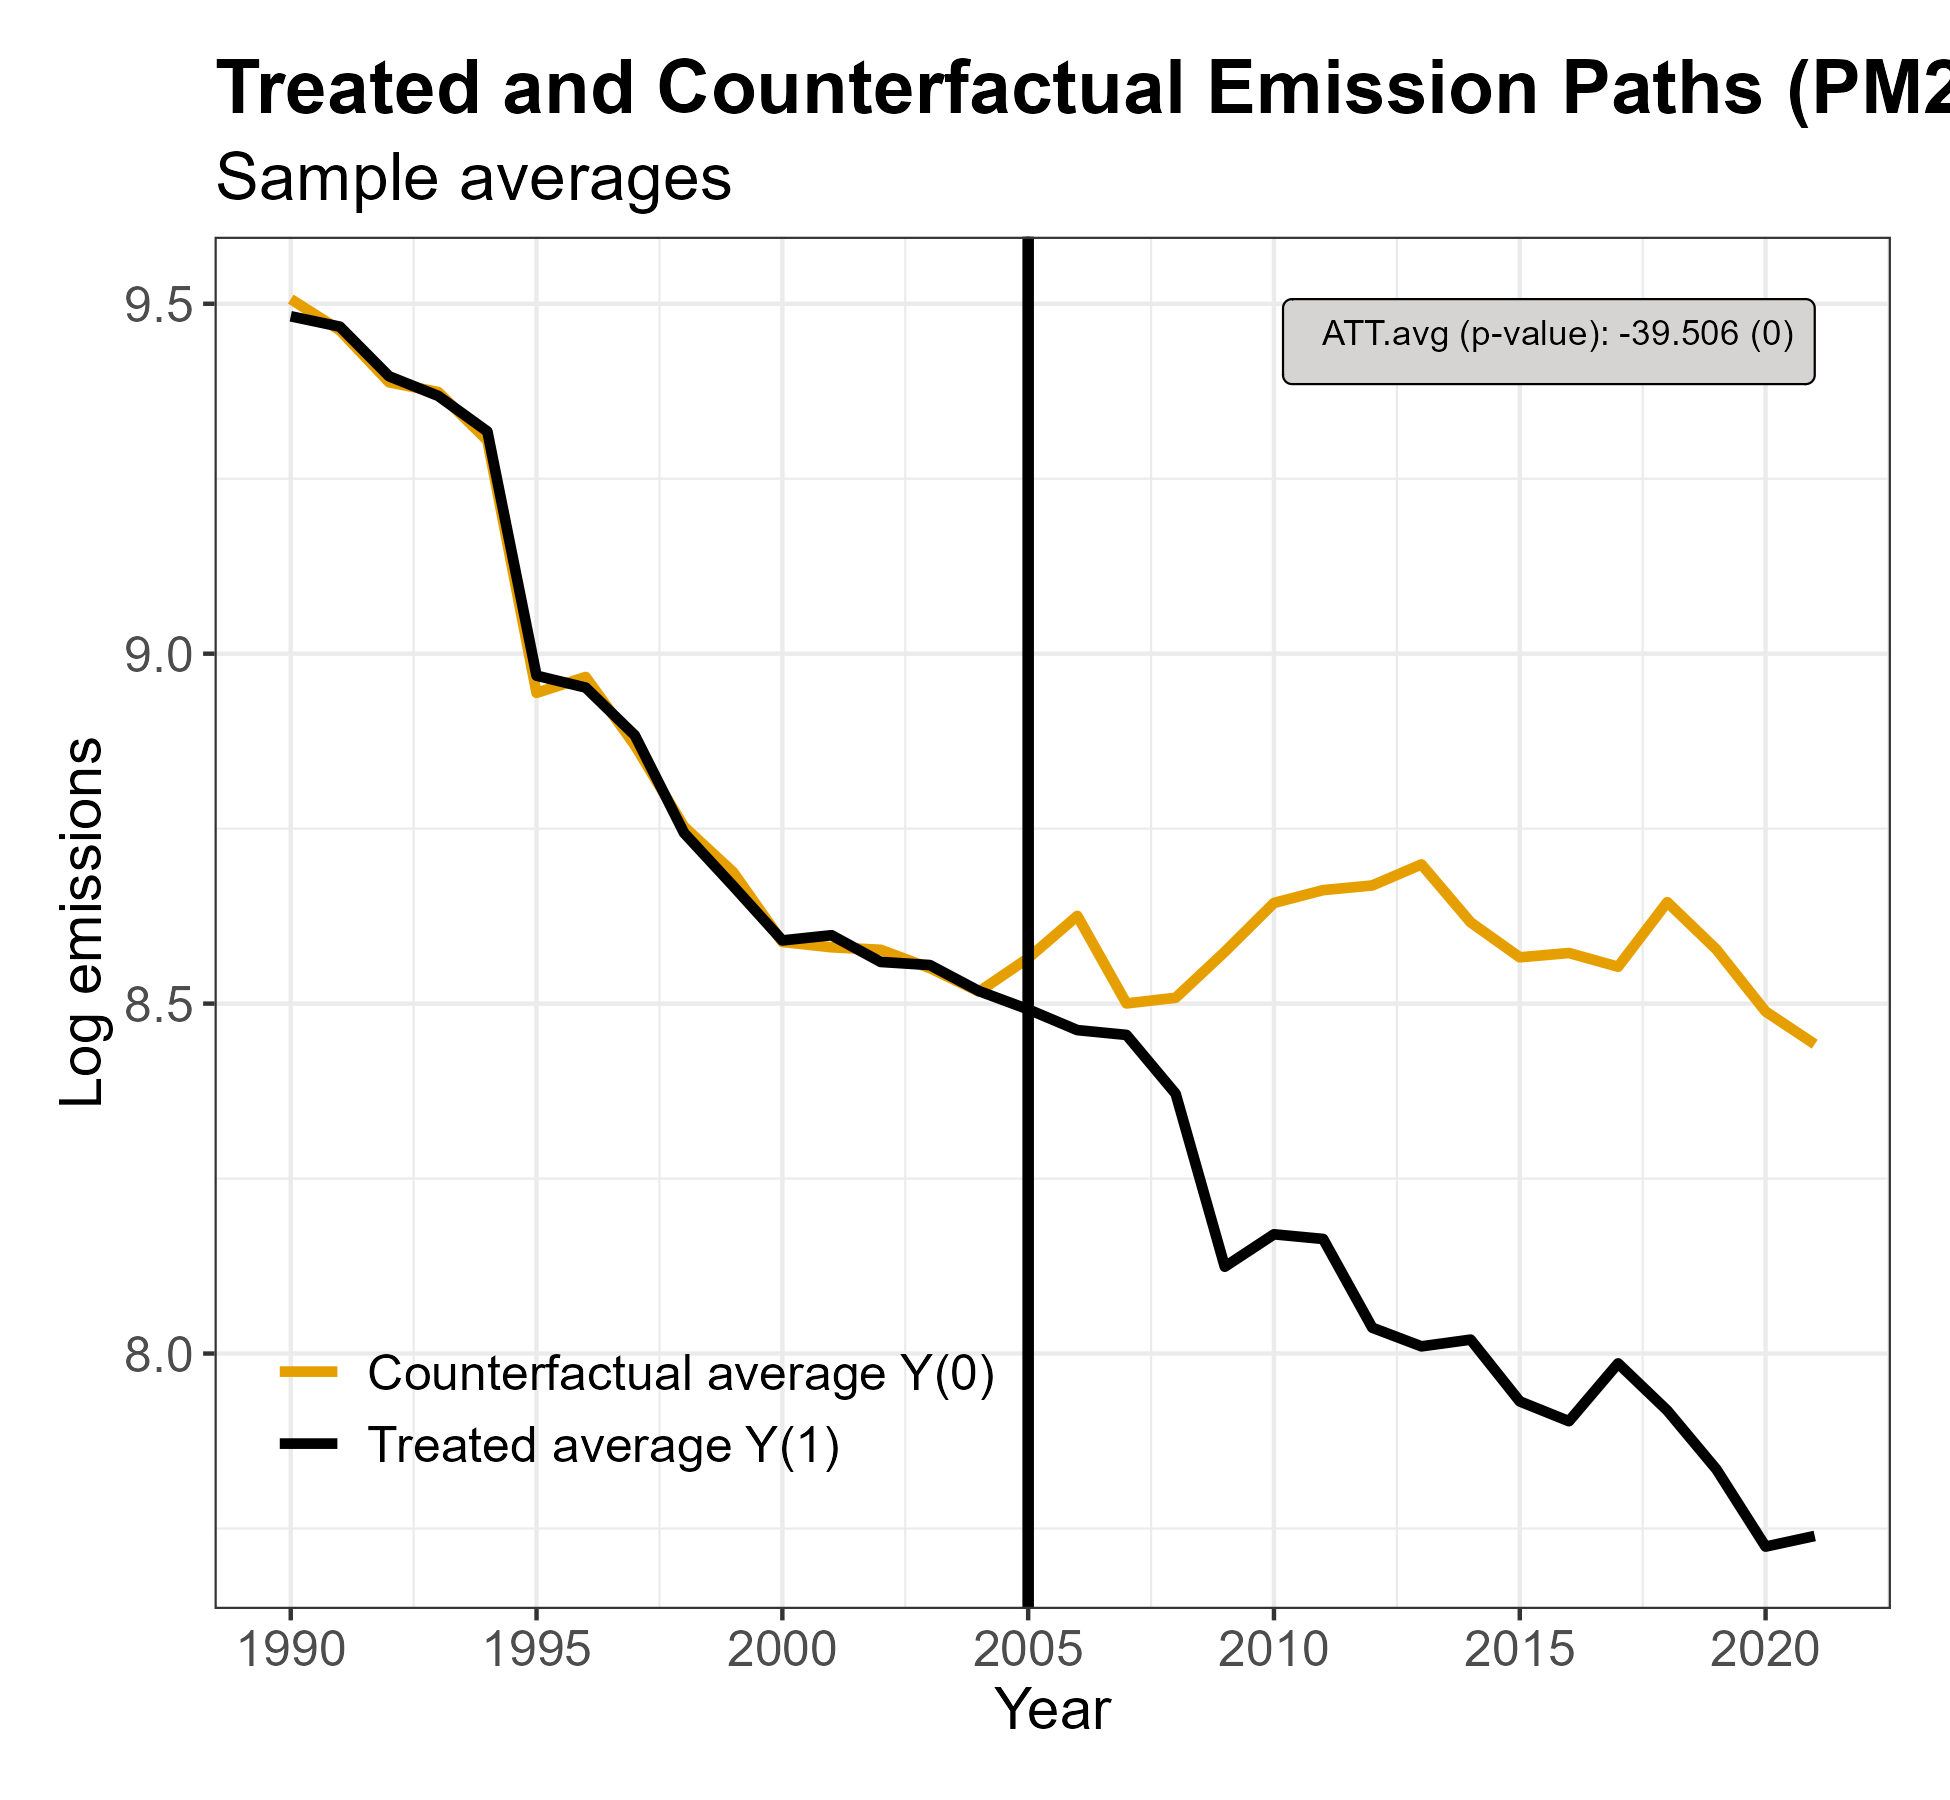 Treated and Counterfactual Emission Paths (PM2
Sample averages
9.5
9.0
8.5
8.0
Log emissions
ATT.avg (p-value): -39.506 (0)
Counterfactual average Y(0)
Treated average Y(1)
1990 1995 2000 2005 2010 2015 2020
Year